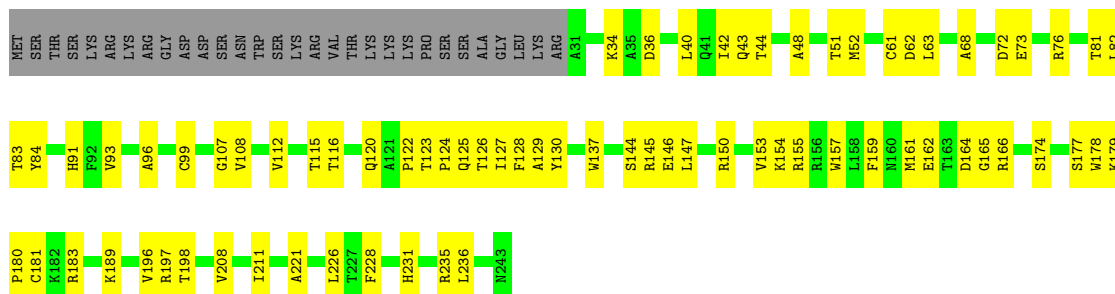 MET SER THR SER LYS ARG LYS ARG GLY ASP ASP SER ASN TRP SER LYS ARG VAL THR LYS LYS LYS PRO SER SER ALA GLY LEU LYS ARG A31 K34 A35 D36 L40 Q41 I42 Q43 T44 A48 T51 M52 C61 D62 L63 A68 D72 E73 R76 T81
T83 Y84 H91 F92 V93 A96 C99 G107 V108 V112 T115 T116 Q120 A121 P122 T123 P124 Q125 T126 I127 F128 A129 Y130 W137 S144 R145 E146 L147 R150 V153 K154 R155 R156 W157 L158 F159 N160 M161 E162 T163 D164 G165 R166 S174 S177 W178
P180 C181 K182 R183 K189 V196 R197 T198 V208 I211 A221 L226 T227 F228 H231 R235 L236 N243